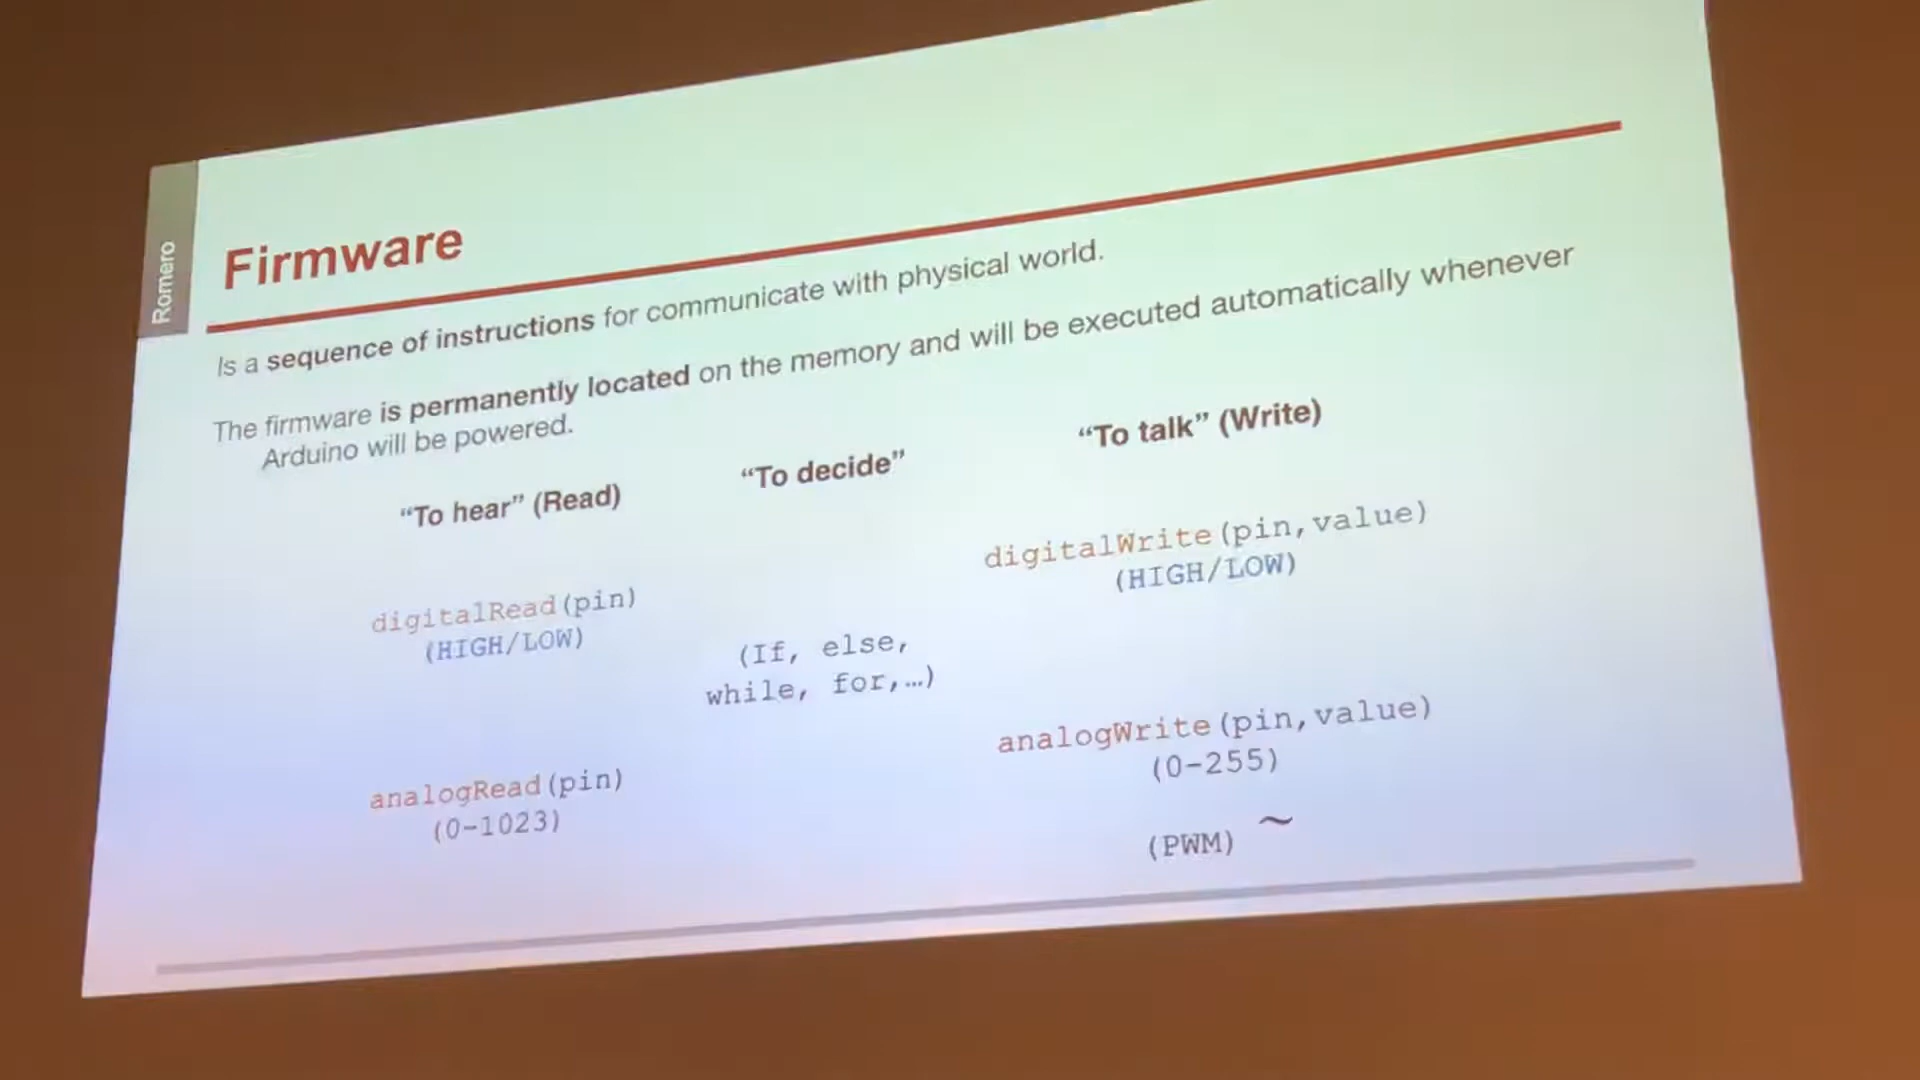 Romero
Firmware
Is a sequence of instructions for communicate with physical world.
The firmware is permanently located on the memory and will be executed automatically whenever
Arduino will be powered.
“To hear” (Read)
“To decide”
“To talk” (Write)
digitalRead(pin)
(HIGH/LOW)
analogRead(pin)
(0-1023)
(If, else,
while, for,…)
digitalWrite(pin,value)
(HIGH/LOW)
analogWrite(pin,value)
(0-255)
(PWM) ~